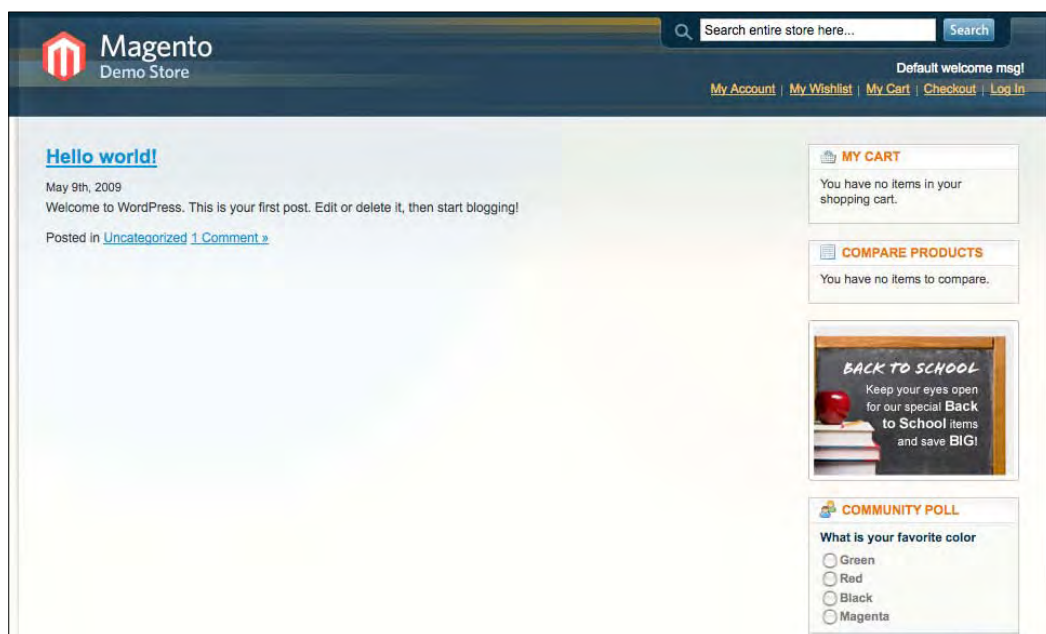 Magento
Demo Store
Search entire store here...
Search
Default welcome msg!
My Account | My Wishlist | My Cart | Checkout | Log In
Hello world!
May 9th, 2009
Welcome to WordPress. This is your first post. Edit or delete it, then start blogging!
Posted in Uncategorized 1 Comment »
MY CART
You have no items in your
shopping cart.
COMPARE PRODUCTS
You have no items to compare.
BACK TO SCHOOL
Keep your eyes open
for our special Back
to School items
and save BIG!
COMMUNITY POLL
What is your favorite color
Green
Red
Black
Magenta